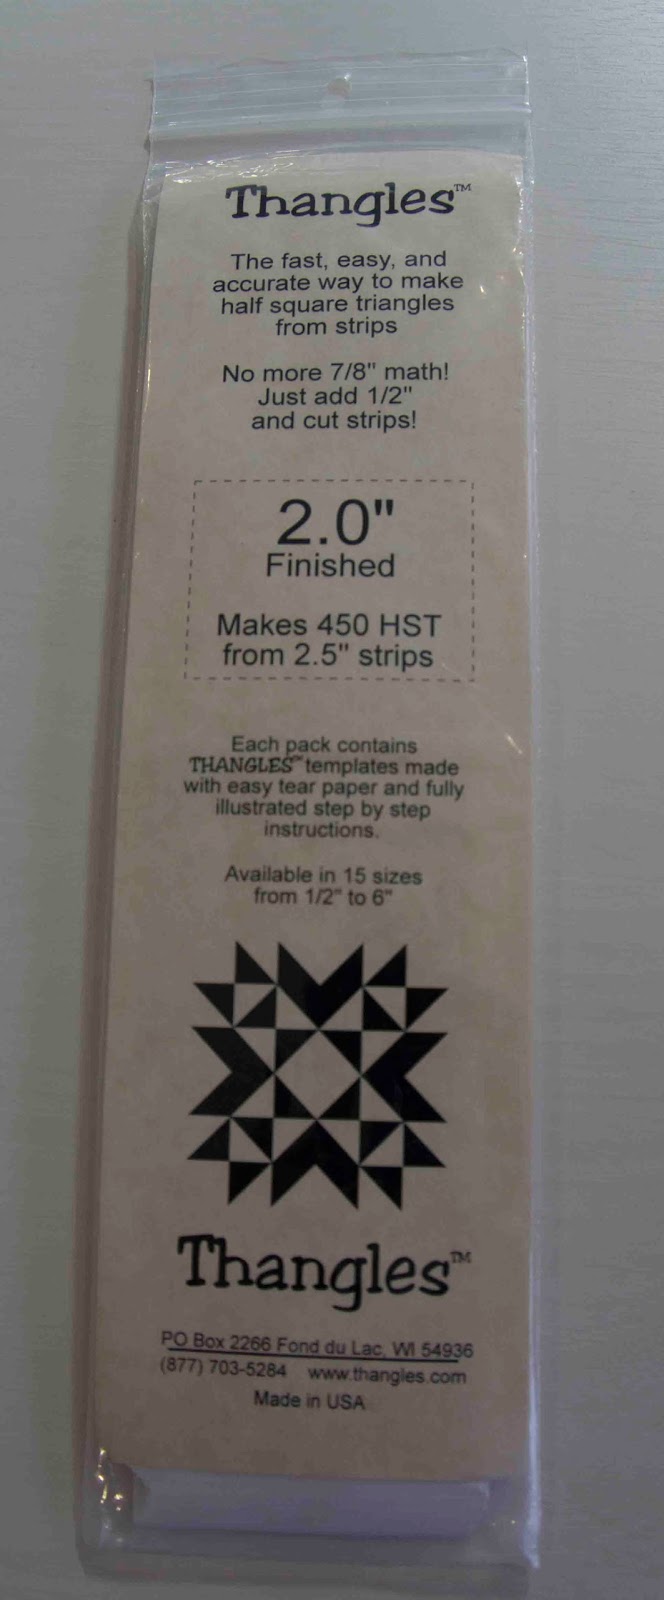 Thangles™
The fast, easy, and
accurate way to make
half square triangles
from strips
No more 7/8" math!
Just add 1/2"
and cut strips!
2.0"
Finished
Makes 450 HST
from 2.5" strips
Each pack contains
THANGLES™ templates made
with easy tear paper and fully
illustrated step by step
instructions.
Available in 15 sizes
from 1/2" to 6"
Thangles™
PO Box 2266 Fond du Lac, WI 54936
(877) 703-5284 www.thangles.com
Made in USA